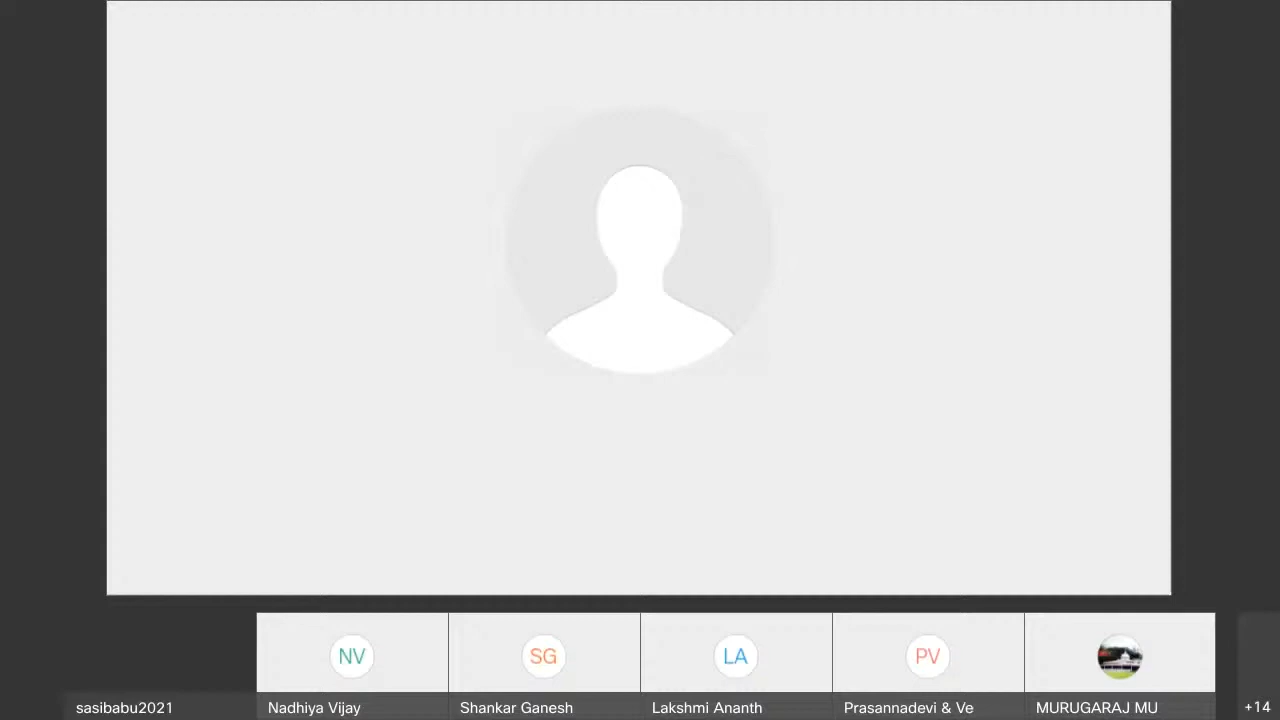 NV
SG
LA
PV
sasibabu2021
Nadhiya Vijay
Shankar Ganesh
Lakshmi Ananth
Prasannadevi & Ve
MURUGARAJ MU
+14